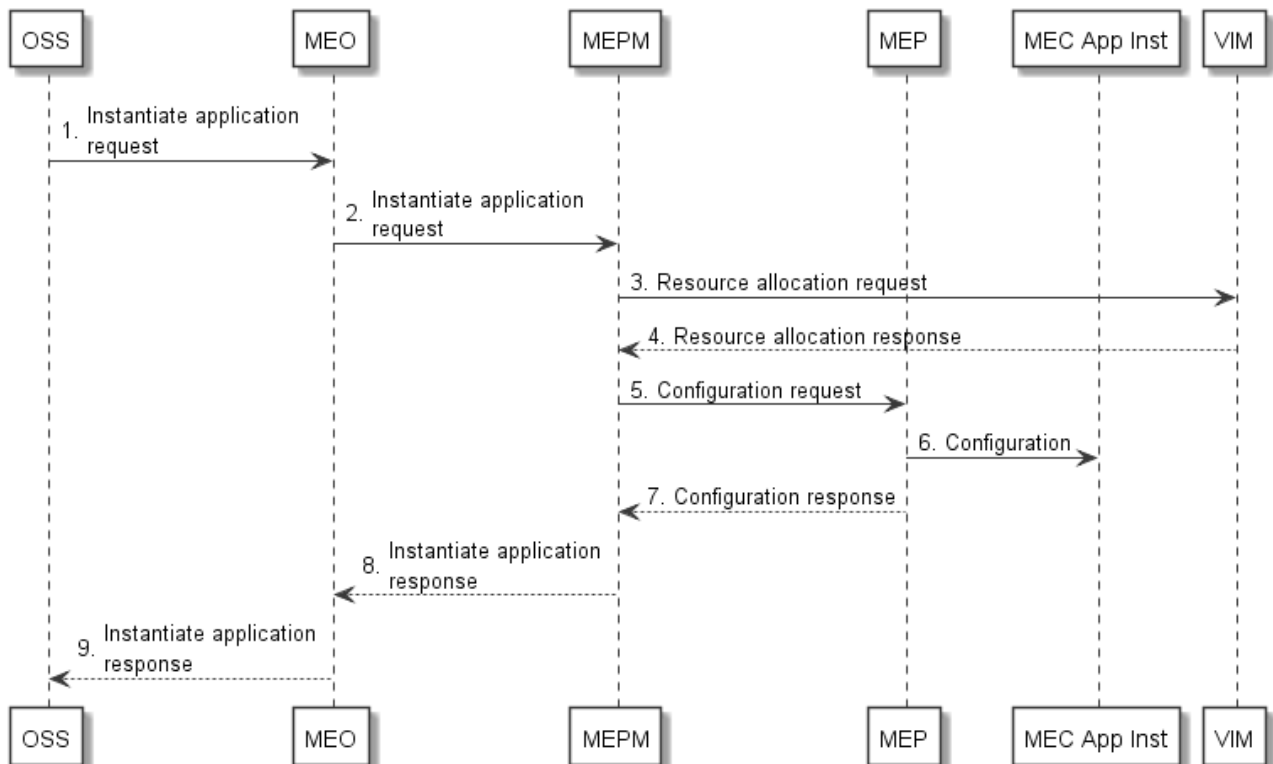 OSS
MEO
MEPM
MEP
MEC App Inst
VIM
1. Instantiate application
request
2. Instantiate application
request
3. Resource allocation request
4. Resource allocation response
5. Configuration request
6. Configuration
7. Configuration response
8. Instantiate application
response
9. Instantiate application
response
OSS
MEO
MEPM
MEP
MEC App Inst
VIM